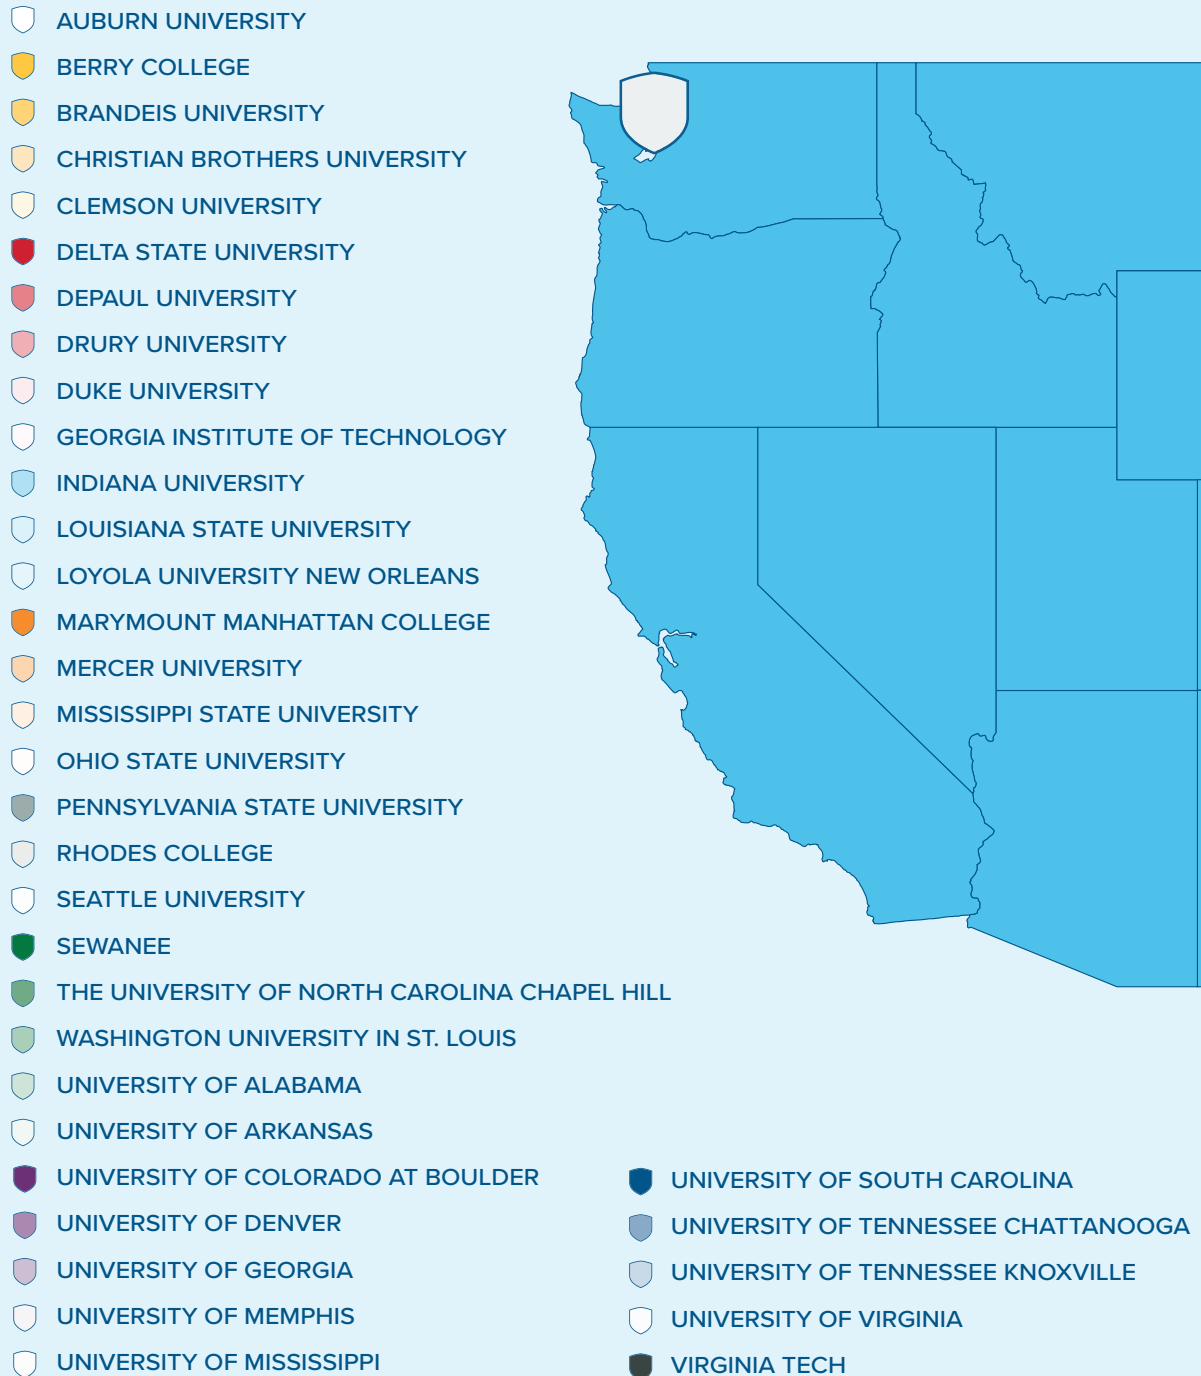 AUBURN UNIVERSITY
BERRY COLLEGE
BRANDEIS UNIVERSITY
CHRISTIAN BROTHERS UNIVERSITY
CLEMSON UNIVERSITY
DELTA STATE UNIVERSITY
DEPAUL UNIVERSITY
DRURY UNIVERSITY
DUKE UNIVERSITY
GEORGIA INSTITUTE OF TECHNOLOGY
INDIANA UNIVERSITY
LOUISIANA STATE UNIVERSITY
LOYOLA UNIVERSITY NEW ORLEANS
MARYMOUNT MANHATTAN COLLEGE
MERCER UNIVERSITY
MISSISSIPPI STATE UNIVERSITY
OHIO STATE UNIVERSITY
PENNSYLVANIA STATE UNIVERSITY
RHODES COLLEGE
SEATTLE UNIVERSITY
SEWANEE
THE UNIVERSITY OF NORTH CAROLINA CHAPEL HILL
WASHINGTON UNIVERSITY IN ST. LOUIS
UNIVERSITY OF ALABAMA
UNIVERSITY OF ARKANSAS
UNIVERSITY OF COLORADO AT BOULDER
UNIVERSITY OF DENVER
UNIVERSITY OF GEORGIA
UNIVERSITY OF MEMPHIS
UNIVERSITY OF MISSISSIPPI
UNIVERSITY OF SOUTH CAROLINA
UNIVERSITY OF TENNESSEE CHATTANOOGA
UNIVERSITY OF TENNESSEE KNOXVILLE
UNIVERSITY OF VIRGINIA
VIRGINIA TECH